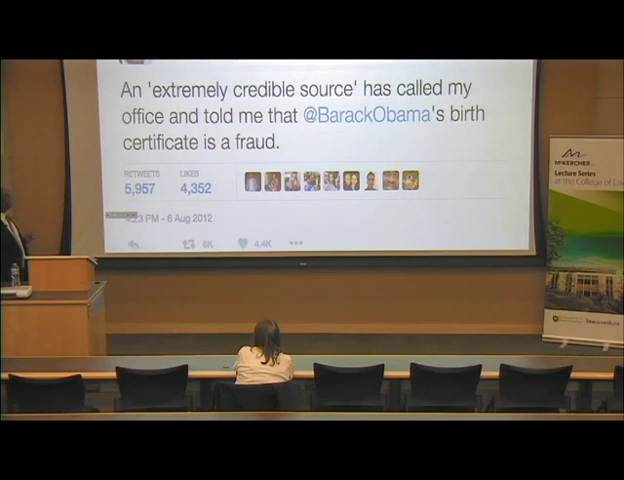 An 'extremely credible source' has called my
office and told me that @BarackObama's birth
certificate is a fraud.
RETWEETS LIKES
5,957 4,352
4:23 PM - 6 Aug 2012
6K 4.4K
McKERCHER
Lecture Series
at the College of La